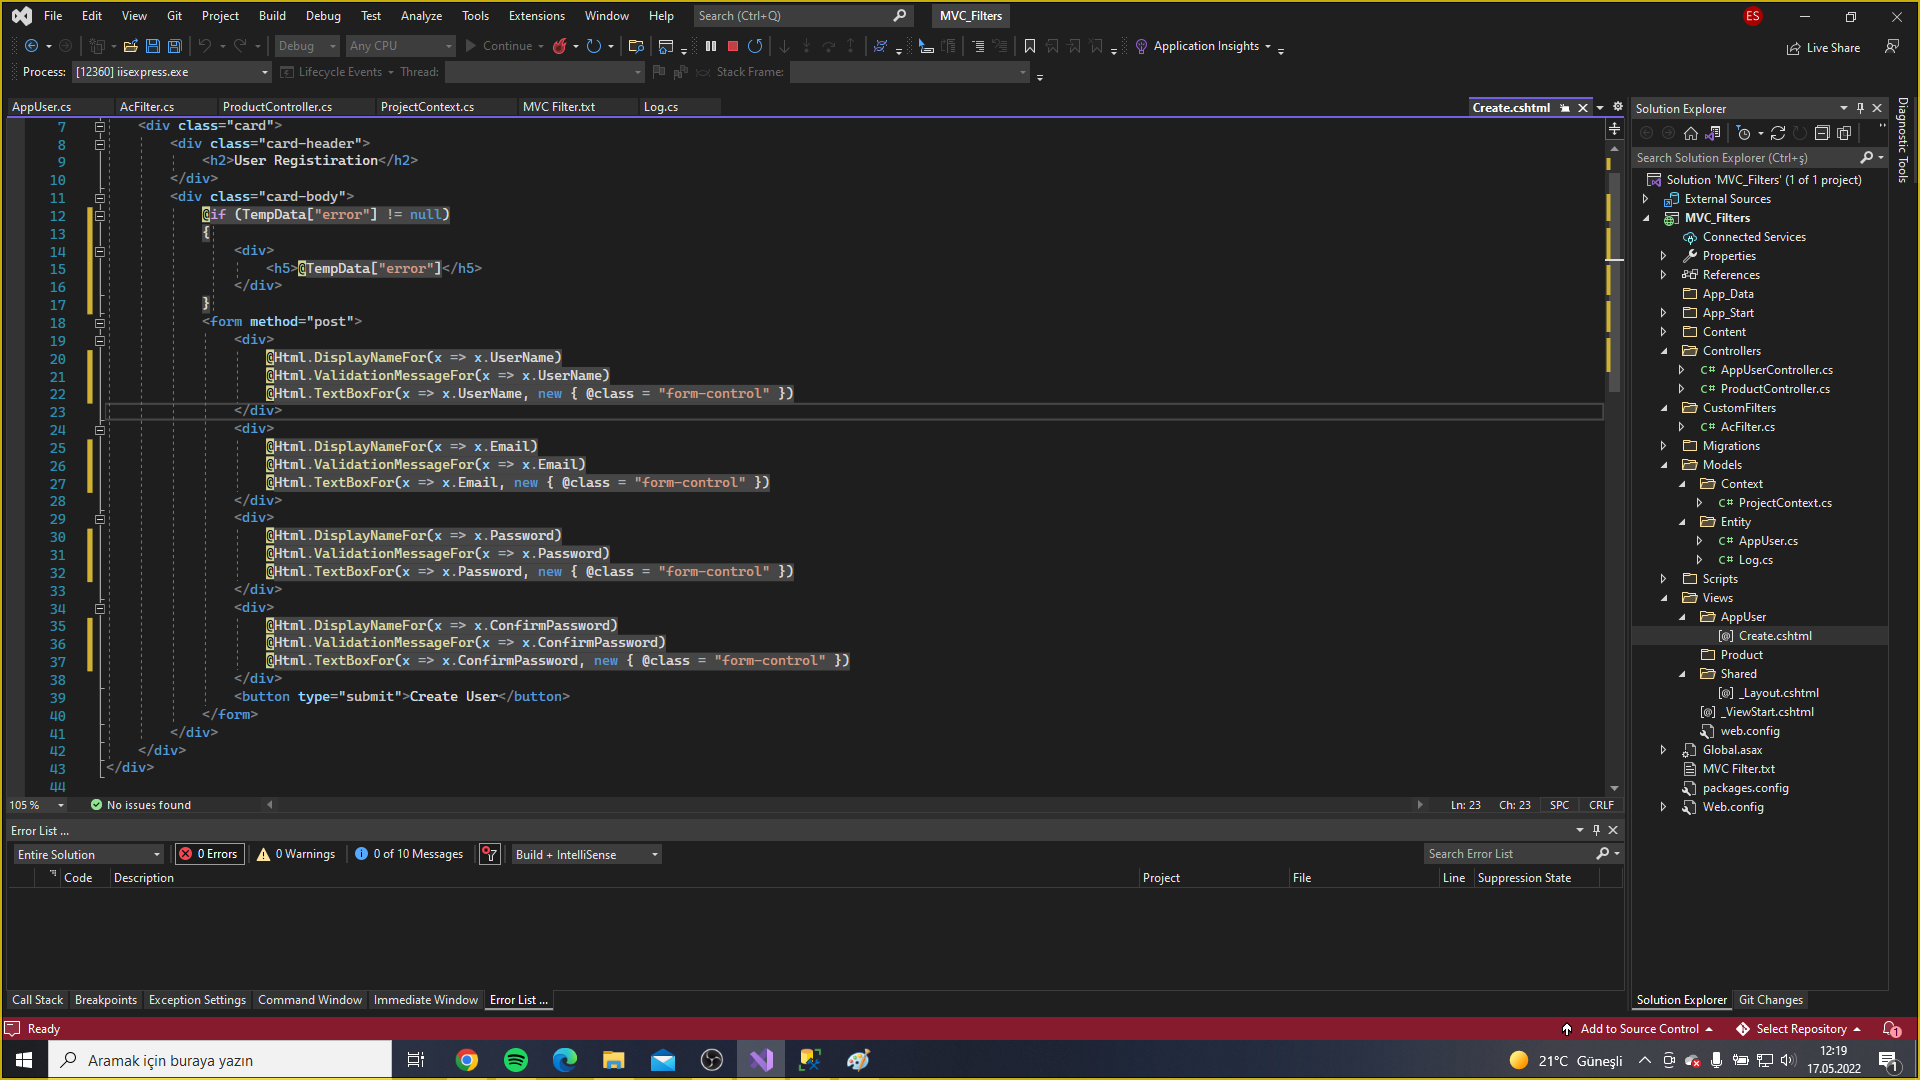 File Edit View Git Project Build Debug Test Analyze Tools Extensions Window Help Search (Ctrl+Q) MVC_Filters ES
Debug Any CPU Continue Application Insights Live Share
Process: [12360] iisexpress.exe Lifecycle Events Thread: Stack Frame:
AppUser.cs AcFilter.cs ProductController.cs ProjectContext.cs MVC Filter.txt Log.cs Create.cshtml
7 <div class="card">
8 <div class="card-header">
9 <h2>User Registiration</h2>
10 </div>
11 <div class="card-body">
12 @if (TempData["error"] != null)
13 {
14 <div>
15 <h5>@TempData["error"]</h5>
16 </div>
17 }
18 <form method="post">
19 <div>
20 @Html.DisplayNameFor(x => x.UserName)
21 @Html.ValidationMessageFor(x => x.UserName)
22 @Html.TextBoxFor(x => x.UserName, new { @class = "form-control" })
23 </div>
24 <div>
25 @Html.DisplayNameFor(x => x.Email)
26 @Html.ValidationMessageFor(x => x.Email)
27 @Html.TextBoxFor(x => x.Email, new { @class = "form-control" })
28 </div>
29 <div>
30 @Html.DisplayNameFor(x => x.Password)
31 @Html.ValidationMessageFor(x => x.Password)
32 @Html.TextBoxFor(x => x.Password, new { @class = "form-control" })
33 </div>
34 <div>
35 @Html.DisplayNameFor(x => x.ConfirmPassword)
36 @Html.ValidationMessageFor(x => x.ConfirmPassword)
37 @Html.TextBoxFor(x => x.ConfirmPassword, new { @class = "form-control" })
38 </div>
39 <button type="submit">Create User</button>
40 </form>
41 </div>
42 </div>
43 </div>
44
105 % No issues found Ln: 23 Ch: 23 SPC CRLF
Solution Explorer
Search Solution Explorer (Ctrl+ş)
Solution 'MVC_Filters' (1 of 1 project)
External Sources
MVC_Filters
Connected Services
Properties
References
App_Data
App_Start
Content
Controllers
C# AppUserController.cs
C# ProductController.cs
CustomFilters
C# AcFilter.cs
Migrations
Models
Context
C# ProjectContext.cs
Entity
C# AppUser.cs
C# Log.cs
Scripts
Views
AppUser
[@] Create.cshtml
Product
Shared
[@] _Layout.cshtml
[@] _ViewStart.cshtml
web.config
Global.asax
MVC Filter.txt
packages.config
Web.config
Diagnostic Tools
Error List ...
Entire Solution 0 Errors 0 Warnings 0 of 10 Messages Build + IntelliSense Search Error List
Code Description Project File Line Suppression State
Call Stack Breakpoints Exception Settings Command Window Immediate Window Error List ... Solution Explorer Git Changes
Ready Add to Source Control Select Repository 1
Aramak için buraya yazın 21°C Güneşli 12:19
17.05.2022 1